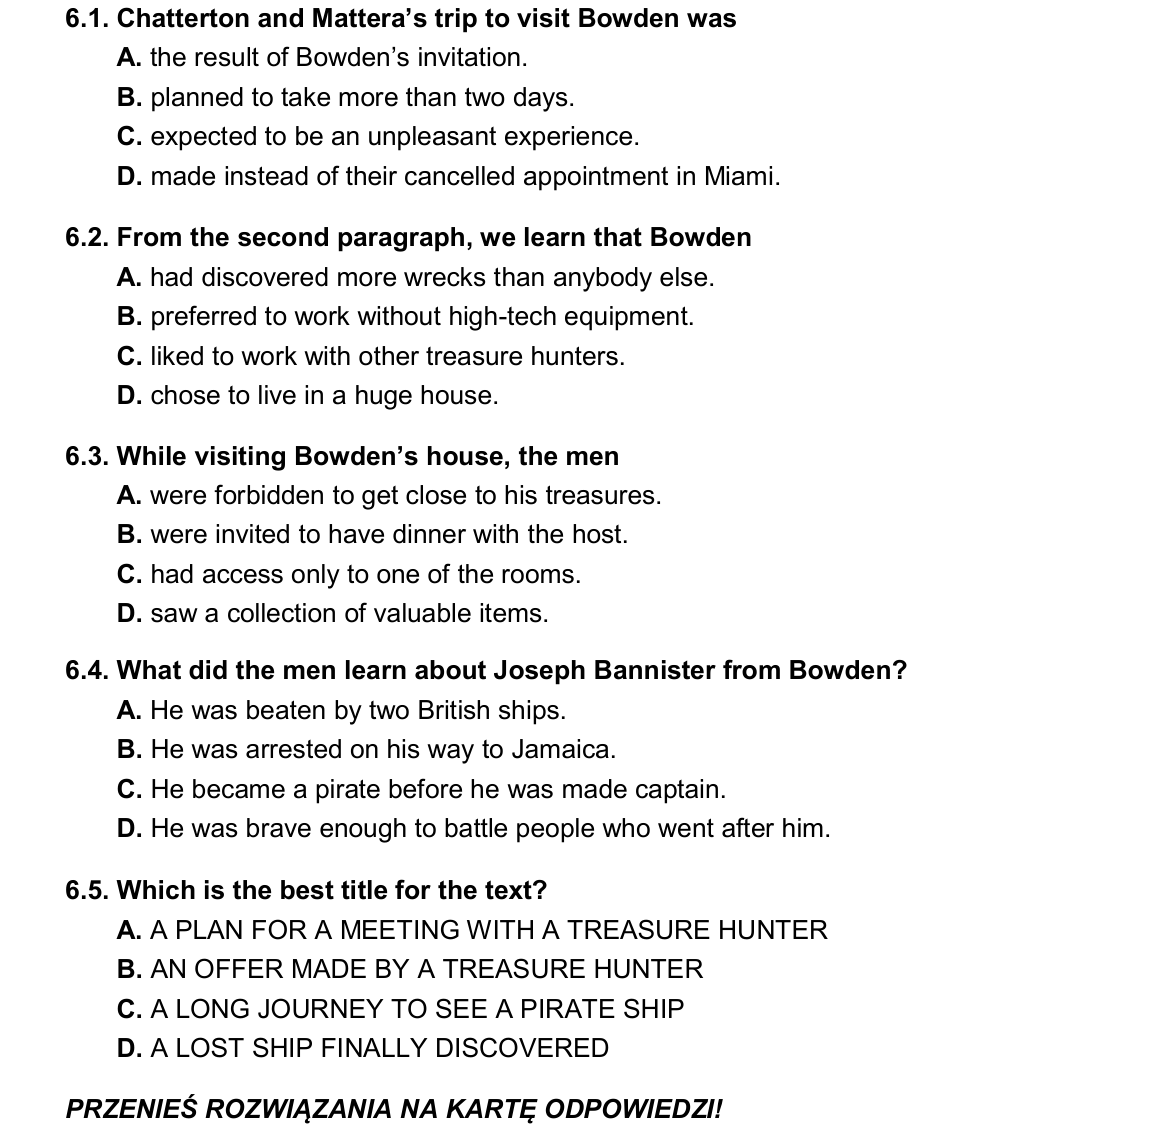 6.1. Chatterton and Mattera’s trip to visit Bowden was
A. the result of Bowden’s invitation.
B. planned to take more than two days.
C. expected to be an unpleasant experience.
D. made instead of their cancelled appointment in Miami.
6.2. From the second paragraph, we learn that Bowden
A. had discovered more wrecks than anybody else.
B. preferred to work without high-tech equipment.
C. liked to work with other treasure hunters.
D. chose to live in a huge house.
6.3. While visiting Bowden’s house, the men
A. were forbidden to get close to his treasures.
B. were invited to have dinner with the host.
C. had access only to one of the rooms.
D. saw a collection of valuable items.
6.4. What did the men learn about Joseph Bannister from Bowden?
A. He was beaten by two British ships.
B. He was arrested on his way to Jamaica.
C. He became a pirate before he was made captain.
D. He was brave enough to battle people who went after him.
6.5. Which is the best title for the text?
A. A PLAN FOR A MEETING WITH A TREASURE HUNTER
B. AN OFFER MADE BY A TREASURE HUNTER
C. A LONG JOURNEY TO SEE A PIRATE SHIP
D. A LOST SHIP FINALLY DISCOVERED
PRZENIEŚ ROZWIĄZANIA NA KARTĘ ODPOWIEDZI!